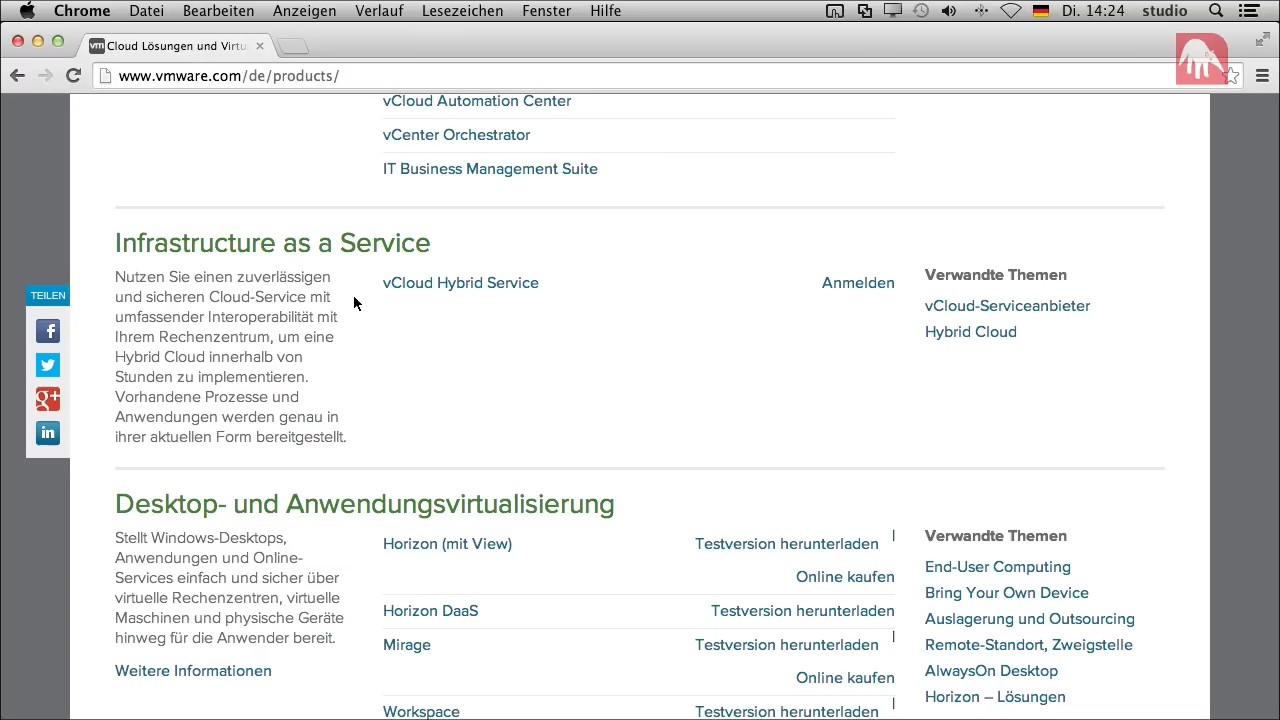 Chrome Datei Bearbeiten Anzeigen Verlauf Lesezeichen Fenster Hilfe Di. 14:24 studio
vm Cloud Lösungen und Virtu
www.vmware.com/de/products/
vCloud Automation Center
vCenter Orchestrator
IT Business Management Suite
Infrastructure as a Service
Nutzen Sie einen zuverlässigen
und sicheren Cloud-Service mit
umfassender Interoperabilität mit
Ihrem Rechenzentrum, um eine
Hybrid Cloud innerhalb von
Stunden zu implementieren.
Vorhandene Prozesse und
Anwendungen werden genau in
ihrer aktuellen Form bereitgestellt.
vCloud Hybrid Service Anmelden
Verwandte Themen
vCloud-Serviceanbieter
Hybrid Cloud
TEILEN
f
g+
in
Desktop- und Anwendungsvirtualisierung
Stellt Windows-Desktops,
Anwendungen und Online-
Services einfach und sicher über
virtuelle Rechenzentren, virtuelle
Maschinen und physische Geräte
hinweg für die Anwender bereit.
Weitere Informationen
Horizon (mit View) Testversion herunterladen |
Online kaufen
Horizon DaaS Testversion herunterladen
Mirage Testversion herunterladen |
Online kaufen
Workspace Testversion herunterladen |
Verwandte Themen
End-User Computing
Bring Your Own Device
Auslagerung und Outsourcing
Remote-Standort, Zweigstelle
AlwaysOn Desktop
Horizon – Lösungen